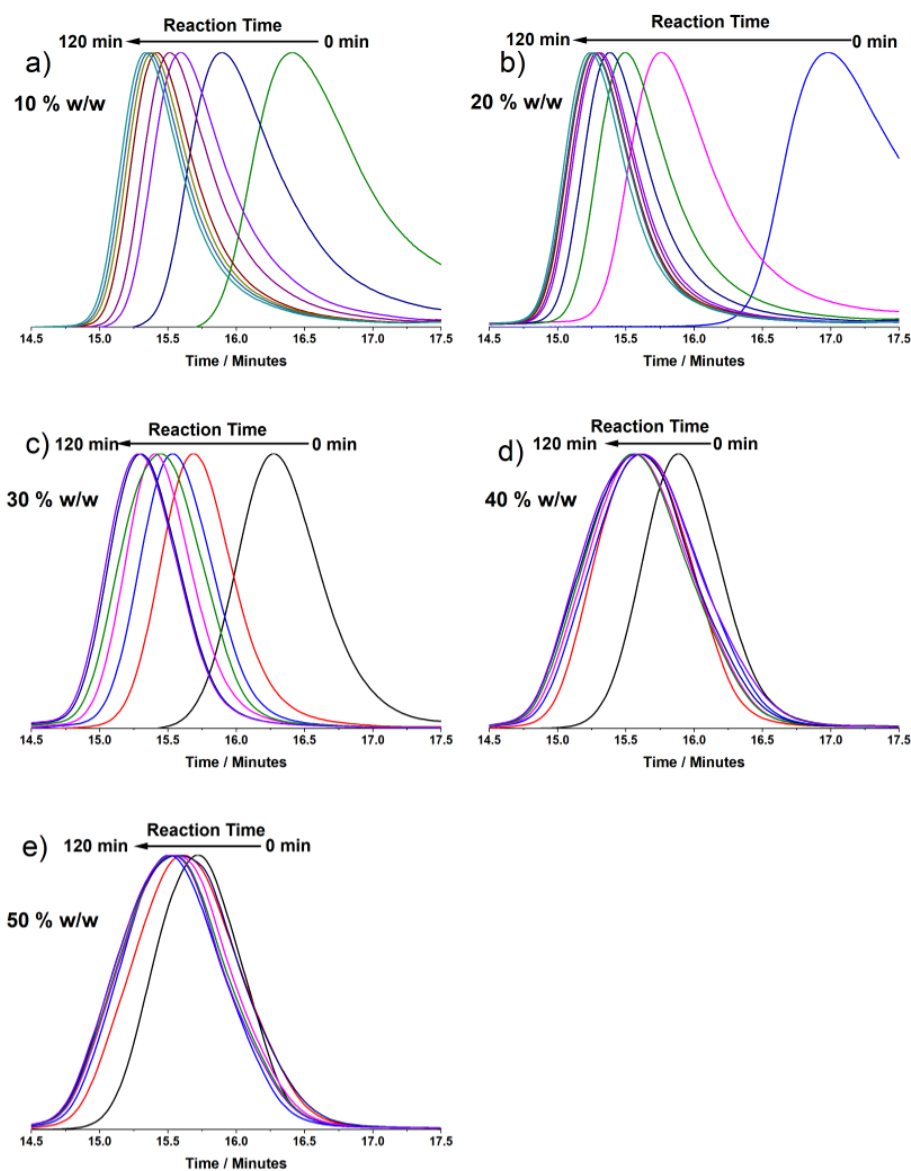 Reaction Time
120 min 0 min
a)
10 % w/w
14.5 15.0 15.5 16.0 16.5 17.0 17.5
Time / Minutes
Reaction Time
120 min 0 min
b)
20 % w/w
14.5 15.0 15.5 16.0 16.5 17.0 17.5
Time / Minutes
Reaction Time
120 min 0 min
c)
30 % w/w
14.5 15.0 15.5 16.0 16.5 17.0 17.5
Time / Minutes
Reaction Time
120 min 0 min
d)
40 % w/w
14.5 15.0 15.5 16.0 16.5 17.0 17.5
Time / Minutes
Reaction Time
120 min 0 min
e)
50 % w/w
14.5 15.0 15.5 16.0 16.5 17.0 17.5
Time / Minutes